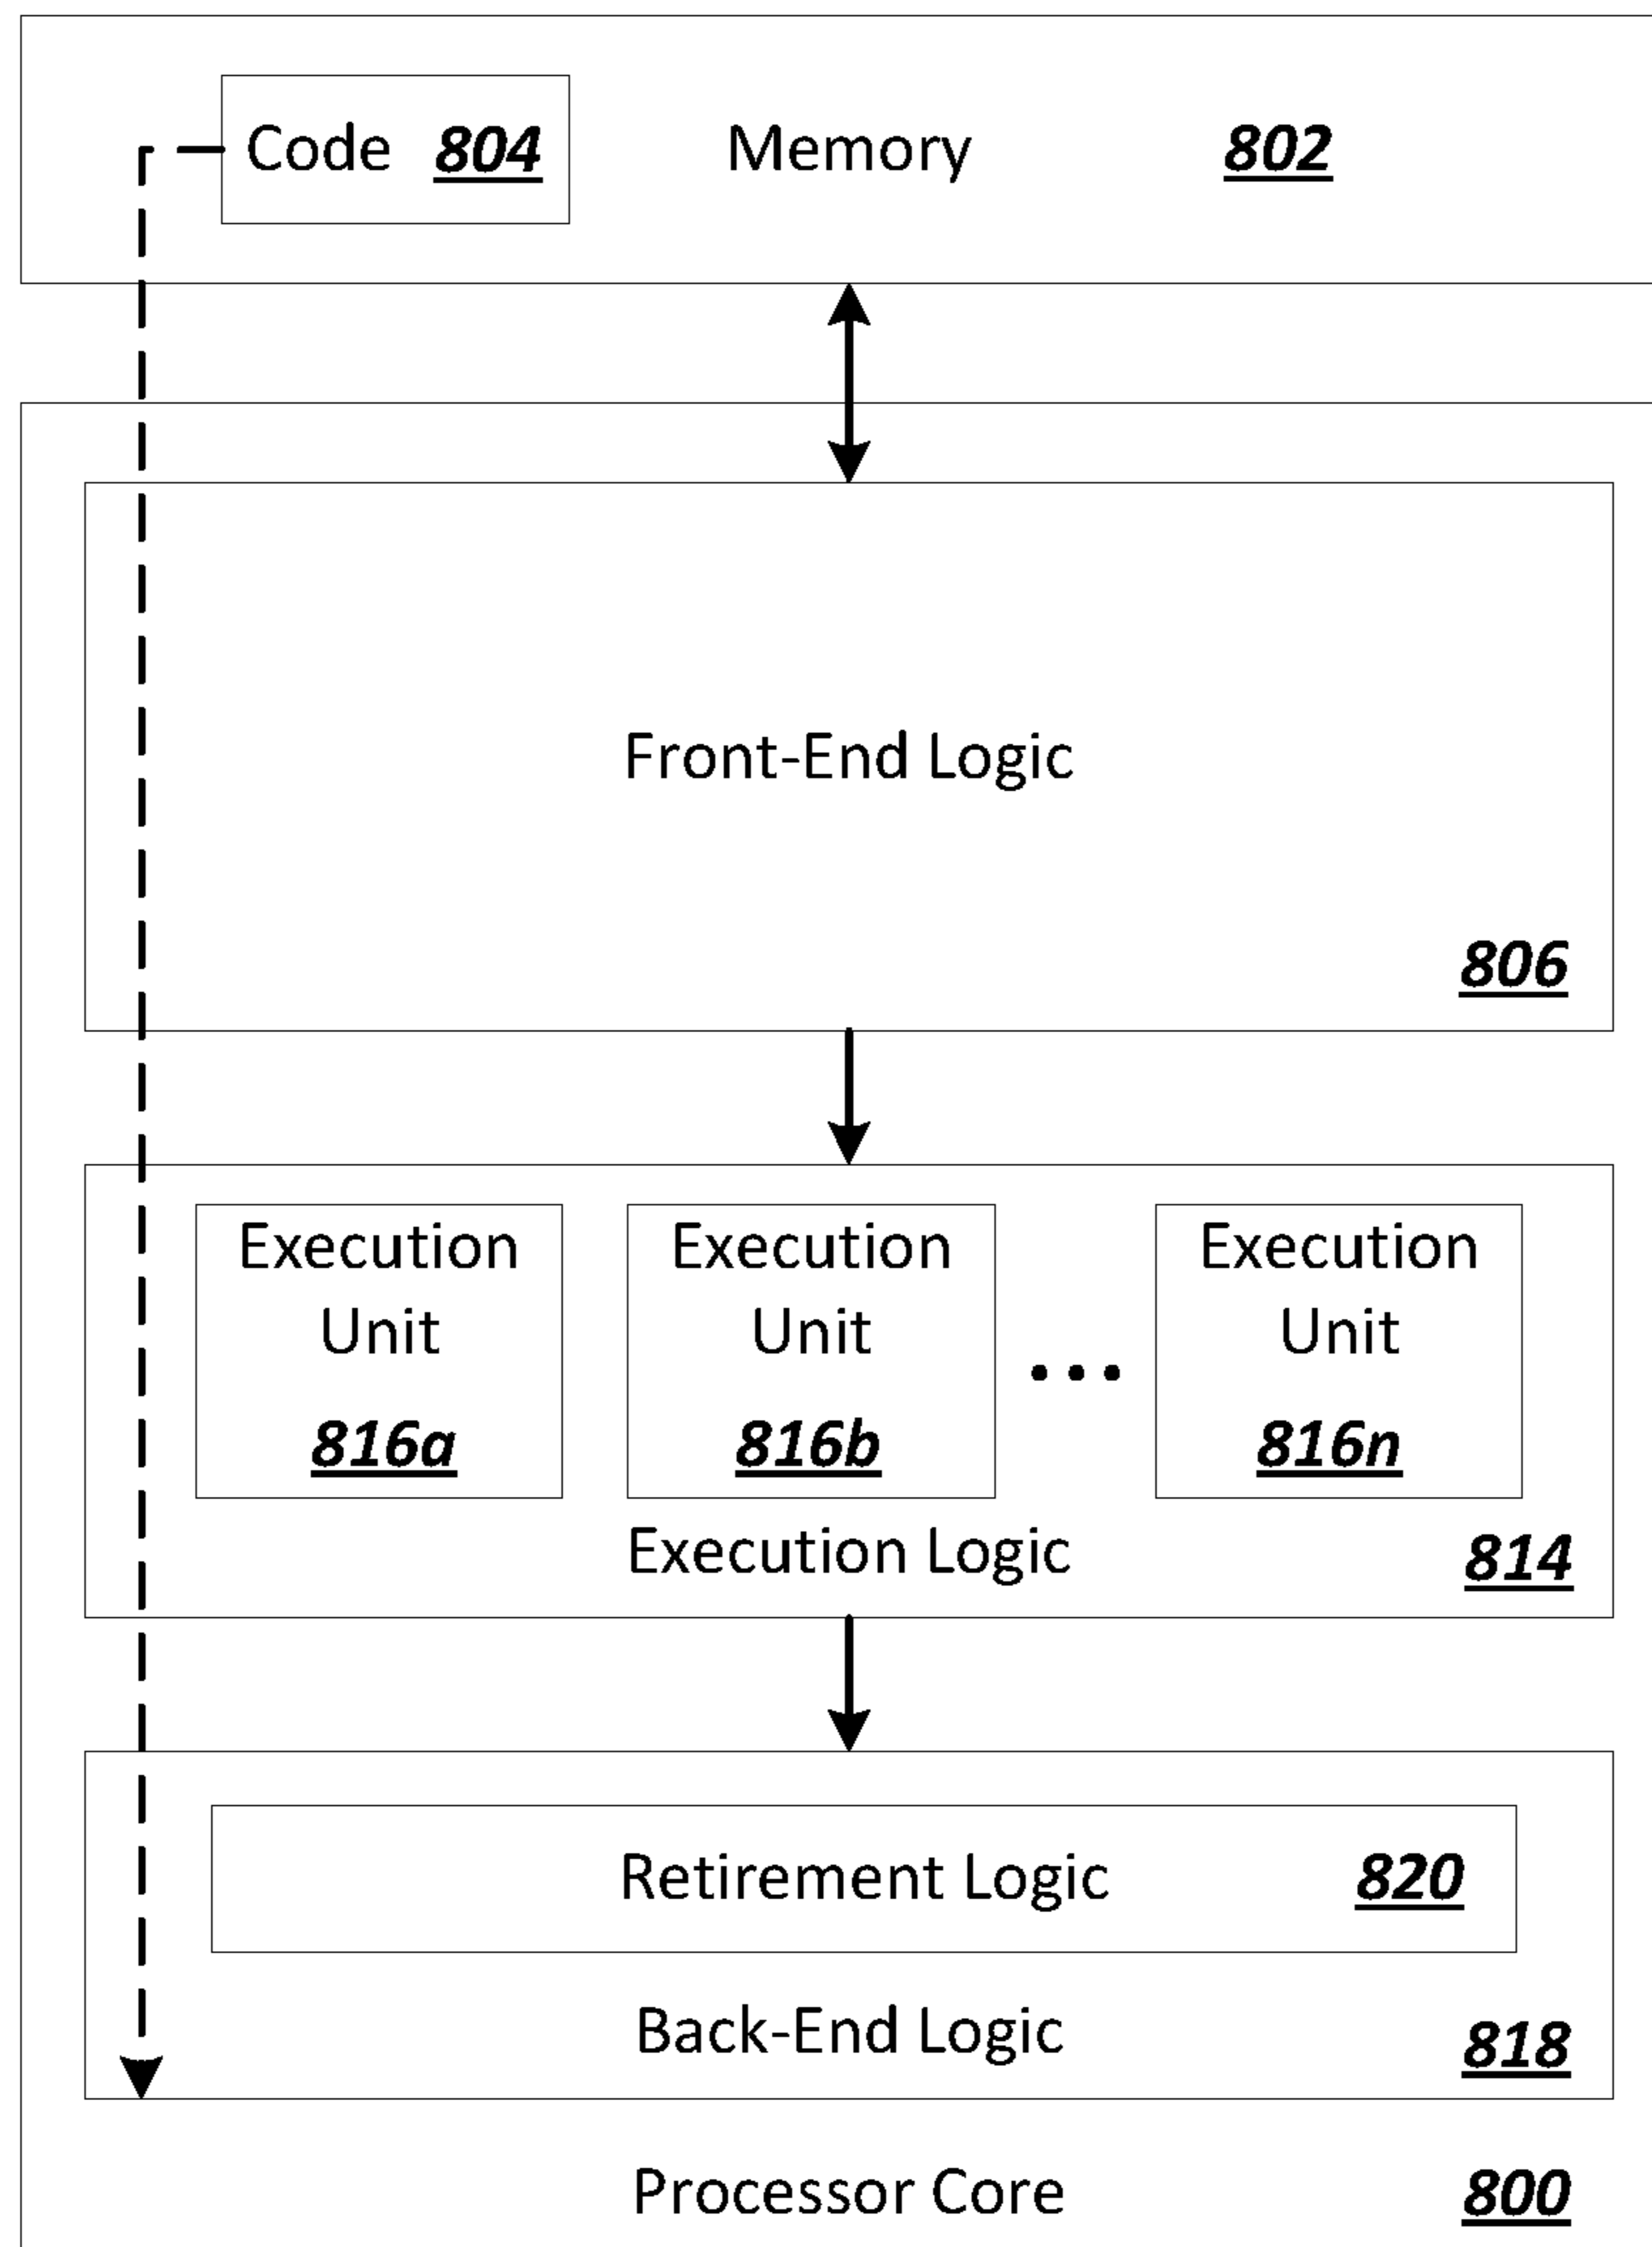 Code 804 Memory 802
Front-End Logic
806
Execution Execution Execution
Unit Unit Unit
816a 816b 816n
Execution Logic 814
Retirement Logic 820
Back-End Logic 818
Processor Core 800